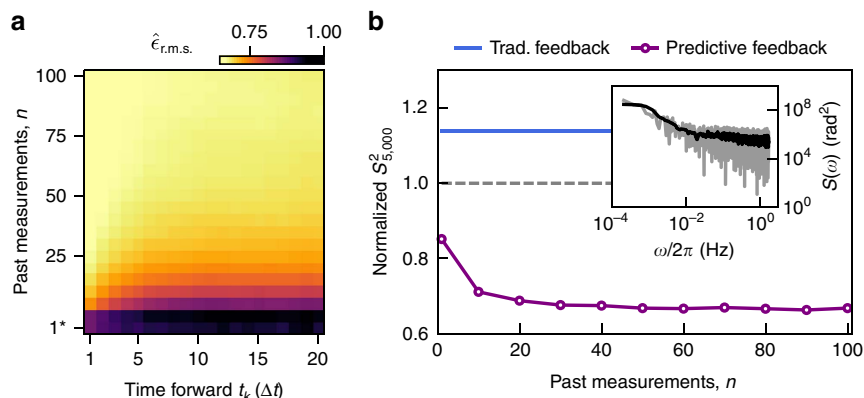 a
ε̂r.m.s.
0.75
1.00
100
75
50
25
1*
Past measurements, n
1
5
10
15
20
Time forward tk (Δt)
b
Trad. feedback
Predictive feedback
1.2
1.0
0.8
0.6
Normalized S²5,000
0
20
40
60
80
100
Past measurements, n
10⁸
10⁴
10⁰
S(ω) (rad²)
10⁻⁴
10⁻²
10⁰
ω/2π (Hz)